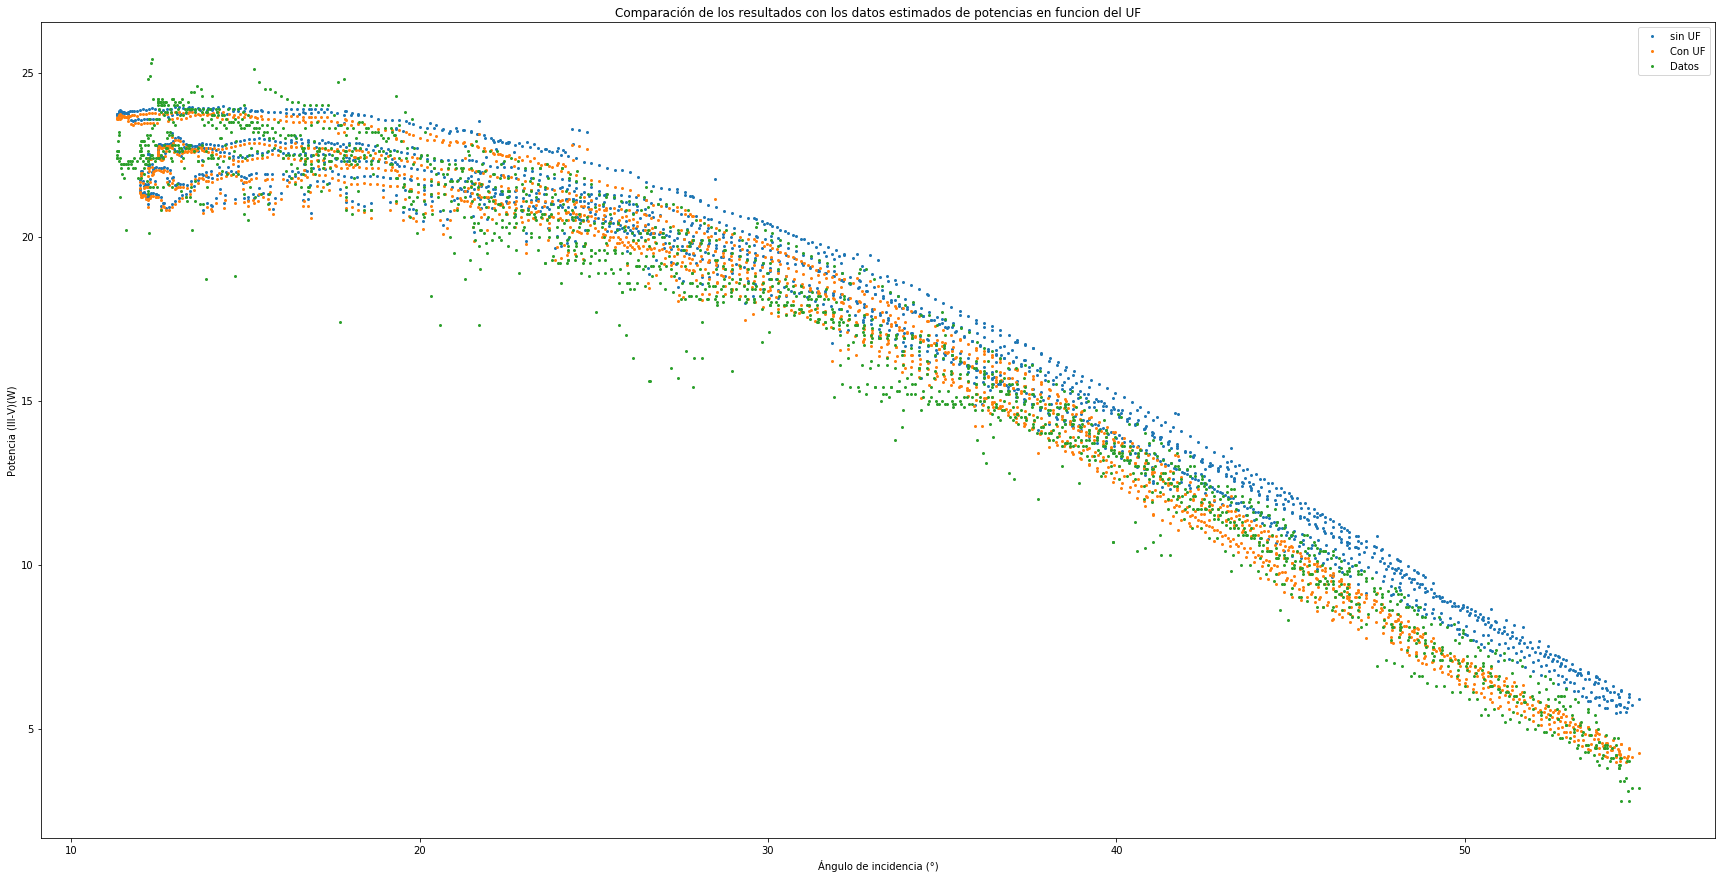 Comparación de los resultados con los datos estimados de potencias en funcion del UF
sin UF
Con UF
Datos
Potencia (III-V)(W)
25
20
15
10
5
10
20
30
40
50
Ángulo de incidencia (°)